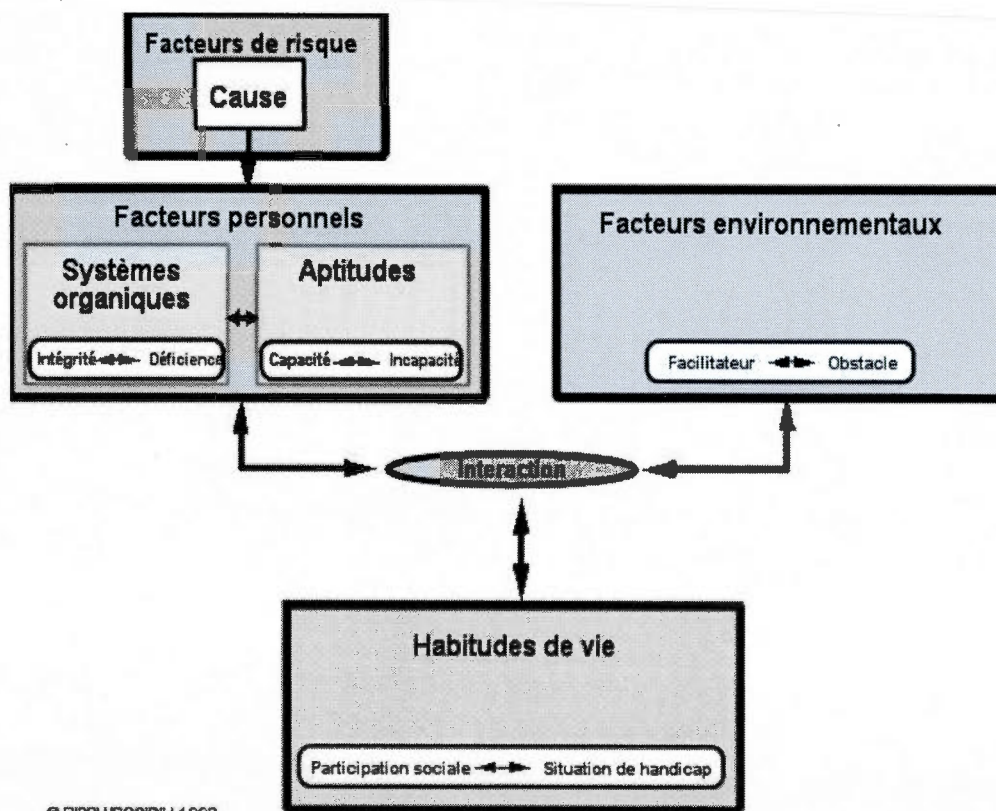 Facteurs de risque
Cause
Facteurs personnels
Systèmes
organiques
Intégrité Déficience
Aptitudes
Capacité Incapacité
Facteurs environnementaux
Facilitateur Obstacle
Interaction
Habitudes de vie
Participation sociale Situation de handicap